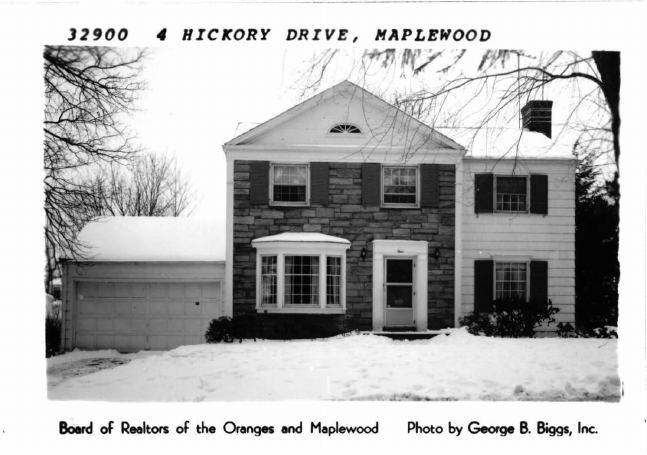 32900 4 HICKORY DRIVE, MAPLEWOOD
Board of Realtors of the Oranges and Maplewood Photo by George B. Biggs, Inc.